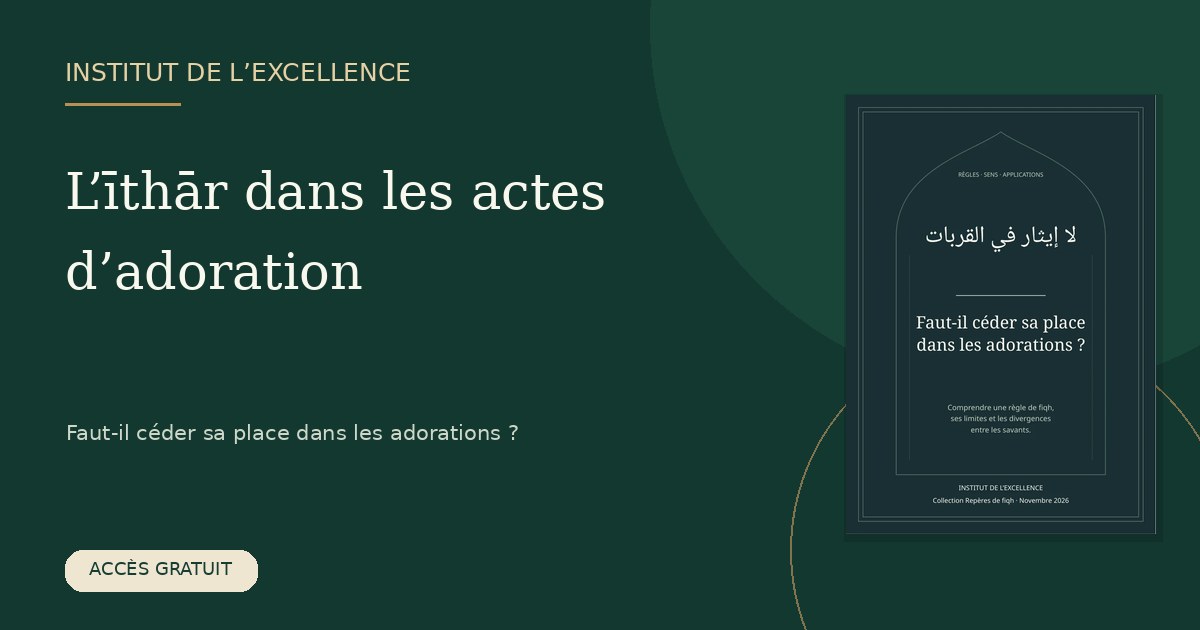 INSTITUT DE L’EXCELLENCE
L’īthār dans les actes
d’adoration
Faut-il céder sa place dans les adorations ?
ACCÈS GRATUIT
RÈGLES · SENS · APPLICATIONS
لا إيثار في القربات
Faut-il céder sa place
dans les adorations ?
Comprendre une règle de fiqh,
ses limites et les divergences
entre les savants.
INSTITUT DE L’EXCELLENCE
Collection Repères de fiqh · Novembre 2026